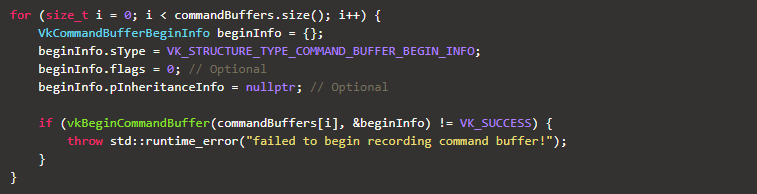 for (size_t i = 0; i < commandBuffers.size(); i++) {
    VkCommandBufferBeginInfo beginInfo = {};
    beginInfo.sType = VK_STRUCTURE_TYPE_COMMAND_BUFFER_BEGIN_INFO;
    beginInfo.flags = 0; // Optional
    beginInfo.pInheritanceInfo = nullptr; // Optional

    if (vkBeginCommandBuffer(commandBuffers[i], &beginInfo) != VK_SUCCESS) {
        throw std::runtime_error("failed to begin recording command buffer!");
    }
}